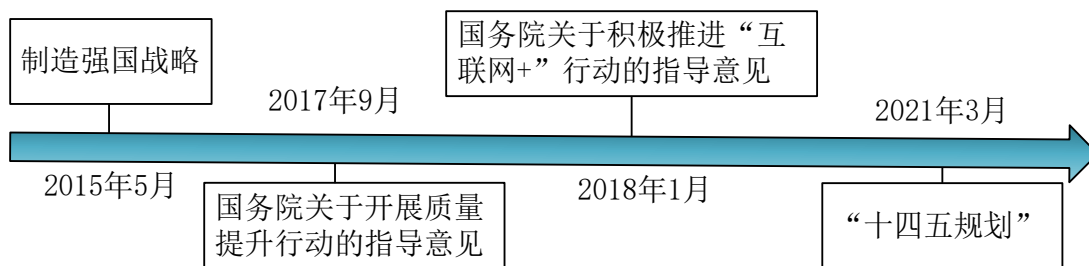 制造强国战略
2015年5月
2017年9月
国务院关于开展质量
提升行动的指导意见
国务院关于积极推进“互
联网+”行动的指导意见
2018年1月
2021年3月
“十四五规划”